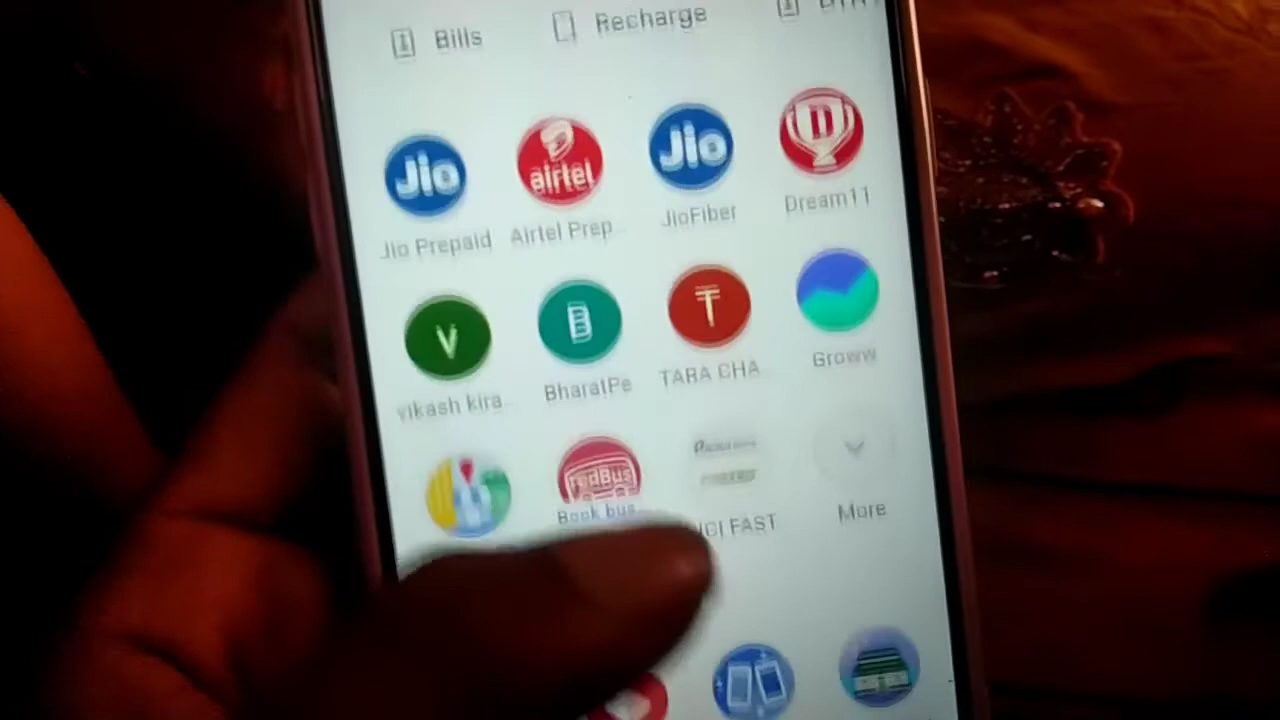 Bills
Recharge
Jio
airtel
Jio
D
Jio Prepaid
Airtel Prep
JioFiber
Dream11
V
B
vikash kira
BharatPe
TARA CHA
Groww
redBus
Book bus
ICI FAST
More